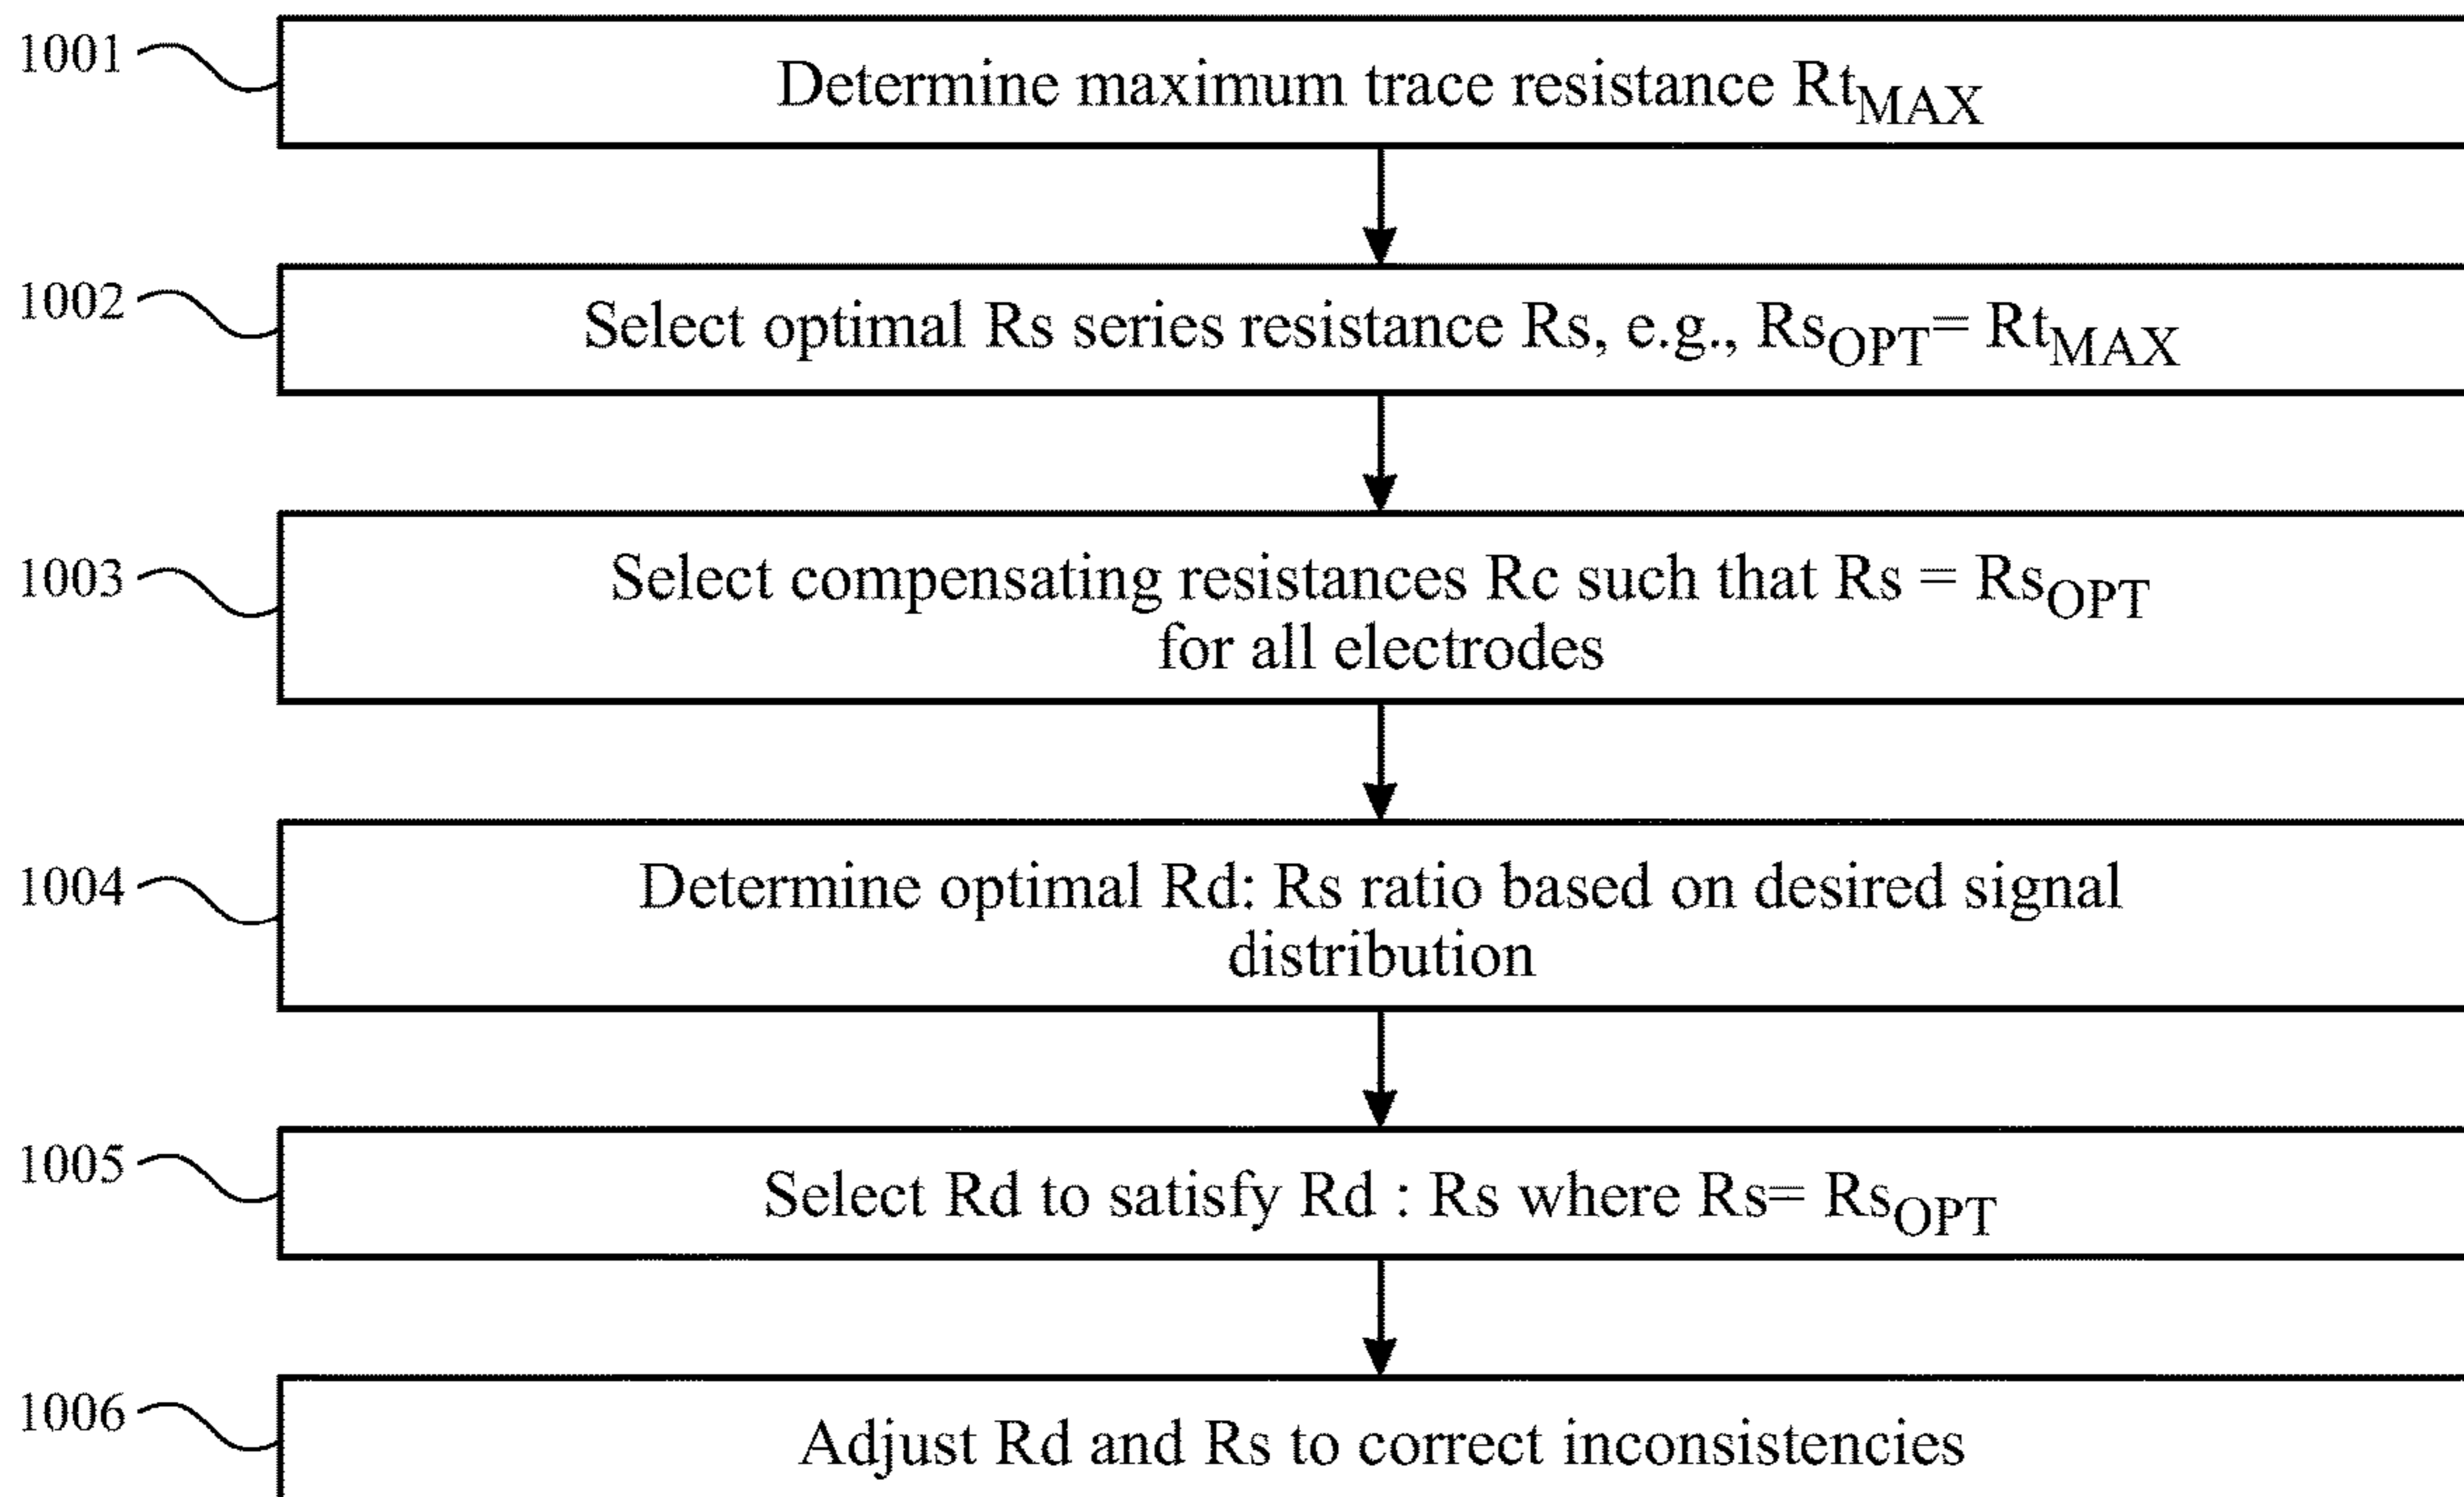 1001
Determine maximum trace resistance RtMAX
1002
Select optimal Rs series resistance Rs, e.g., RsOPT= RtMAX
1003
Select compensating resistances Rc such that Rs = RsOPT
for all electrodes
1004
Determine optimal Rd: Rs ratio based on desired signal
distribution
1005
Select Rd to satisfy Rd : Rs where Rs= RsOPT
1006
Adjust Rd and Rs to correct inconsistencies